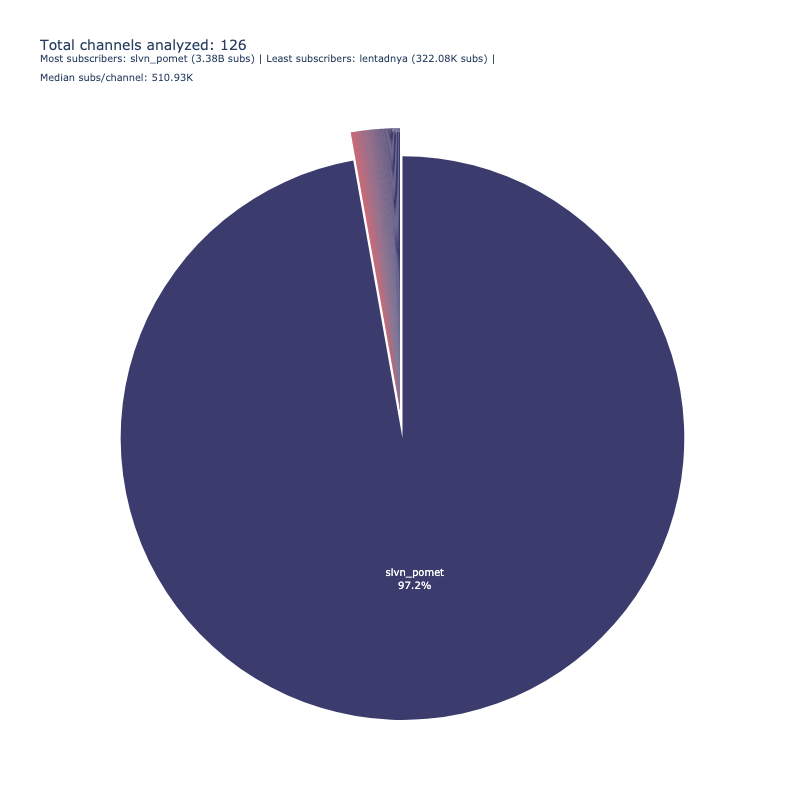 Total channels analyzed: 126
Most subscribers: slvn_pomet (3.38B subs) | Least subscribers: lentadnya (322.08K subs) |
Median subs/channel: 510.93K
slvn_pomet
97.2%